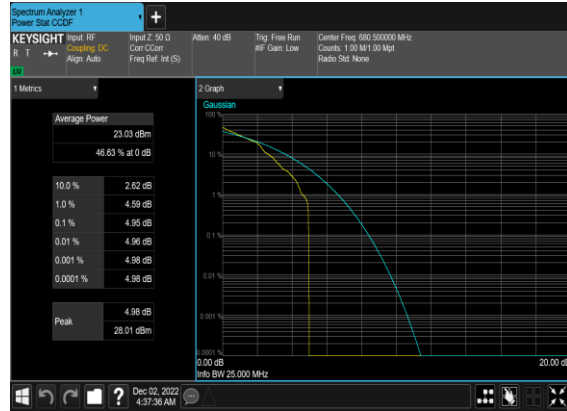 Spectrum Analyzer 1
Power Stat CCDF
+
KEYSIGHT
R T
LW
Input: RF
Coupling: DC
Align: Auto
Input Z: 50 Ω
Corr CCorr
Freq Ref: Int (S)
Atten: 40 dB
Trig: Free Run
#IF Gain: Low
Center Freq: 680.500000 MHz
Counts: 1.00 M/1.00 Mpt
Radio Std: None
1 Metrics
Average Power
23.03 dBm
46.63 % at 0 dB
10.0 % 2.62 dB
1.0 % 4.59 dB
0.1 % 4.95 dB
0.01 % 4.96 dB
0.001 % 4.98 dB
0.0001 % 4.98 dB
Peak
4.98 dB
28.01 dBm
2 Graph
Gaussian
100 %
10 %
1 %
0.1 %
0.01 %
0.001 %
0.0001 %
0.00 dB
20.00 dB
Info BW 25.000 MHz
?
Dec 02, 2022
4:37:36 AM